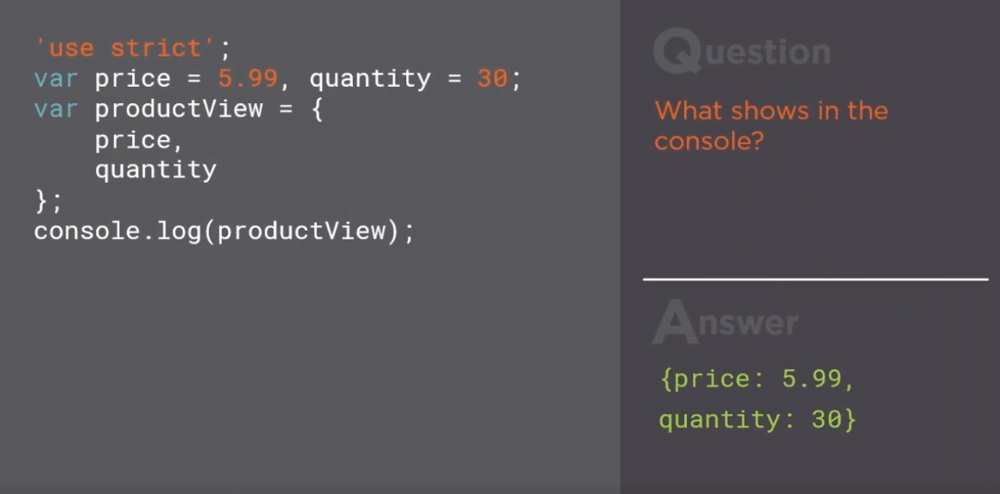 'use strict';
var price = 5.99, quantity = 30;
var productView = {
    price,
    quantity
};
console.log(productView);
Question
What shows in the
console?
Answer
{price: 5.99,
quantity: 30}